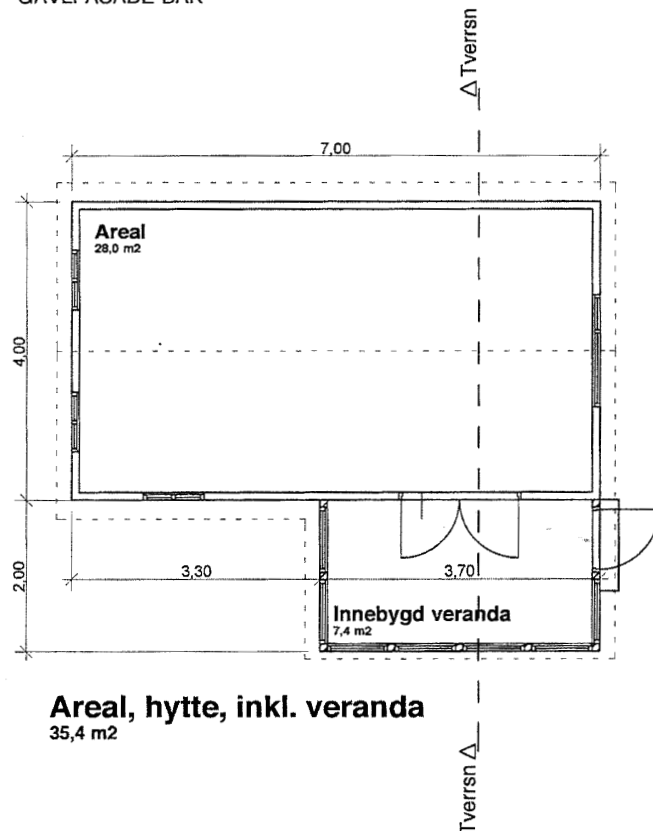 GAVLFASADE BAK
Tverrsn
7,00
Areal
28,0 m2
4,00
2,00
3,30
3,70
Innebygd veranda
7,4 m2
Areal, hytte, inkl. veranda
35,4 m2
Tverrsn